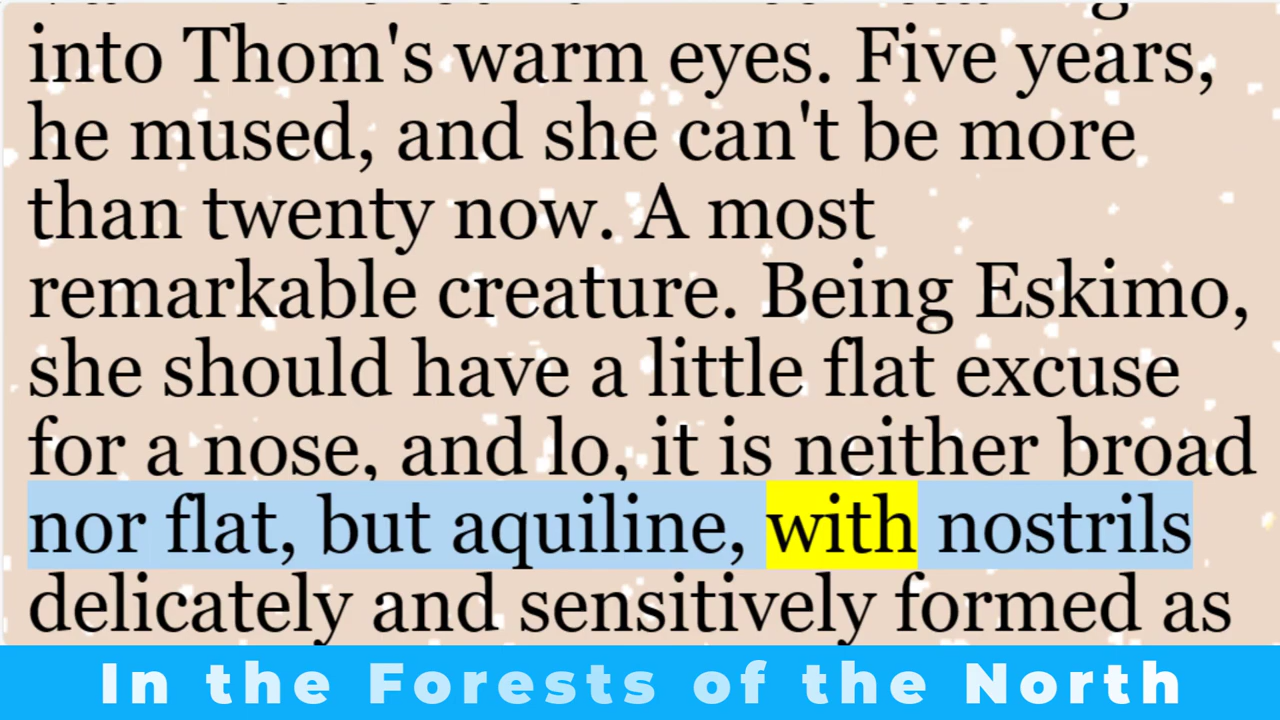 into Thom's warm eyes. Five years,
he mused, and she can't be more
than twenty now. A most
remarkable creature. Being Eskimo,
she should have a little flat excuse
for a nose, and lo, it is neither broad
nor flat, but aquiline, with nostrils
delicately and sensitively formed as
In the Forests of the North